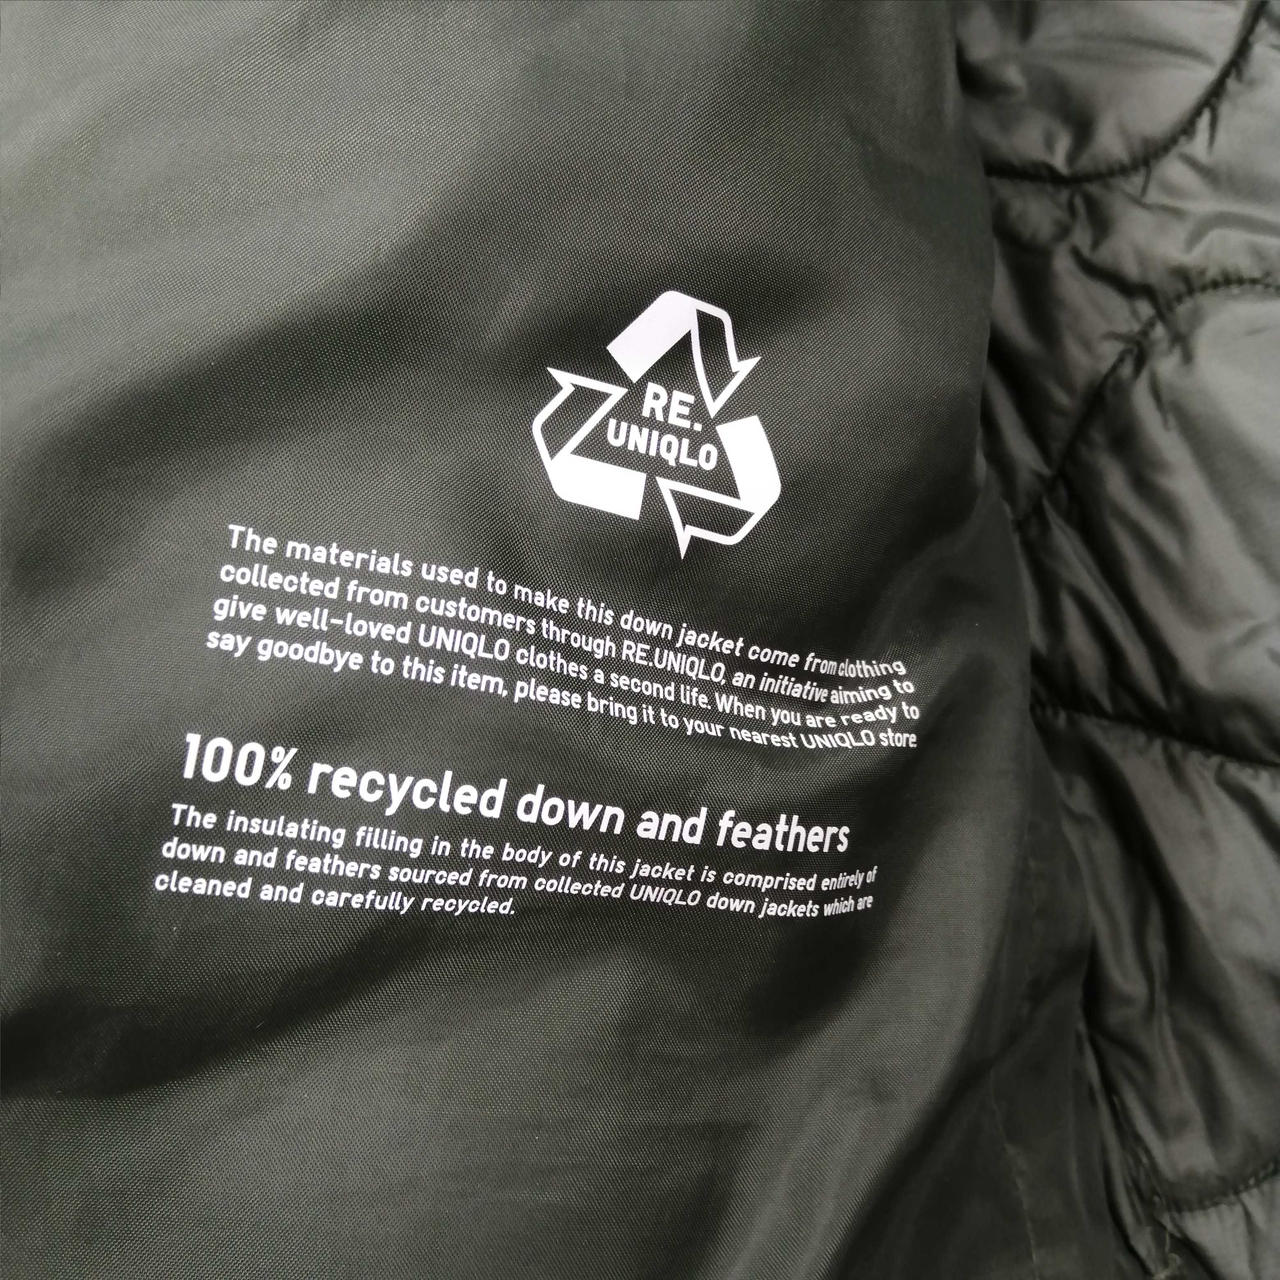 RE.
UNIQLO
The materials used to make this down jacket come from clothing
collected from customers through RE.UNIQLO, an initiative aiming to
give well-loved UNIQLO clothes a second life. When you are ready to
say goodbye to this item, please bring it to your nearest UNIQLO store
100% recycled down and feathers
The insulating filling in the body of this jacket is comprised entirely of
down and feathers sourced from collected UNIQLO down jackets which are
cleaned and carefully recycled.